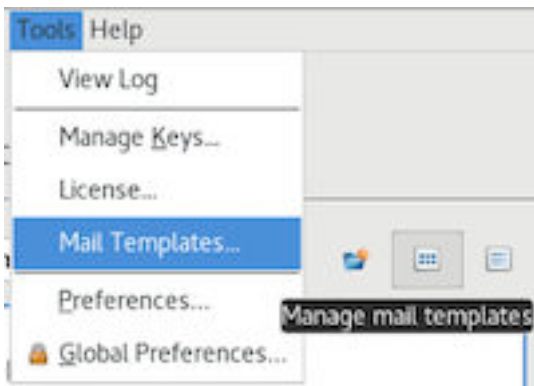 Tools Help
View Log
Manage Keys...
License...
Mail Templates...
Preferences...
Manage mail templates
Global Preferences...